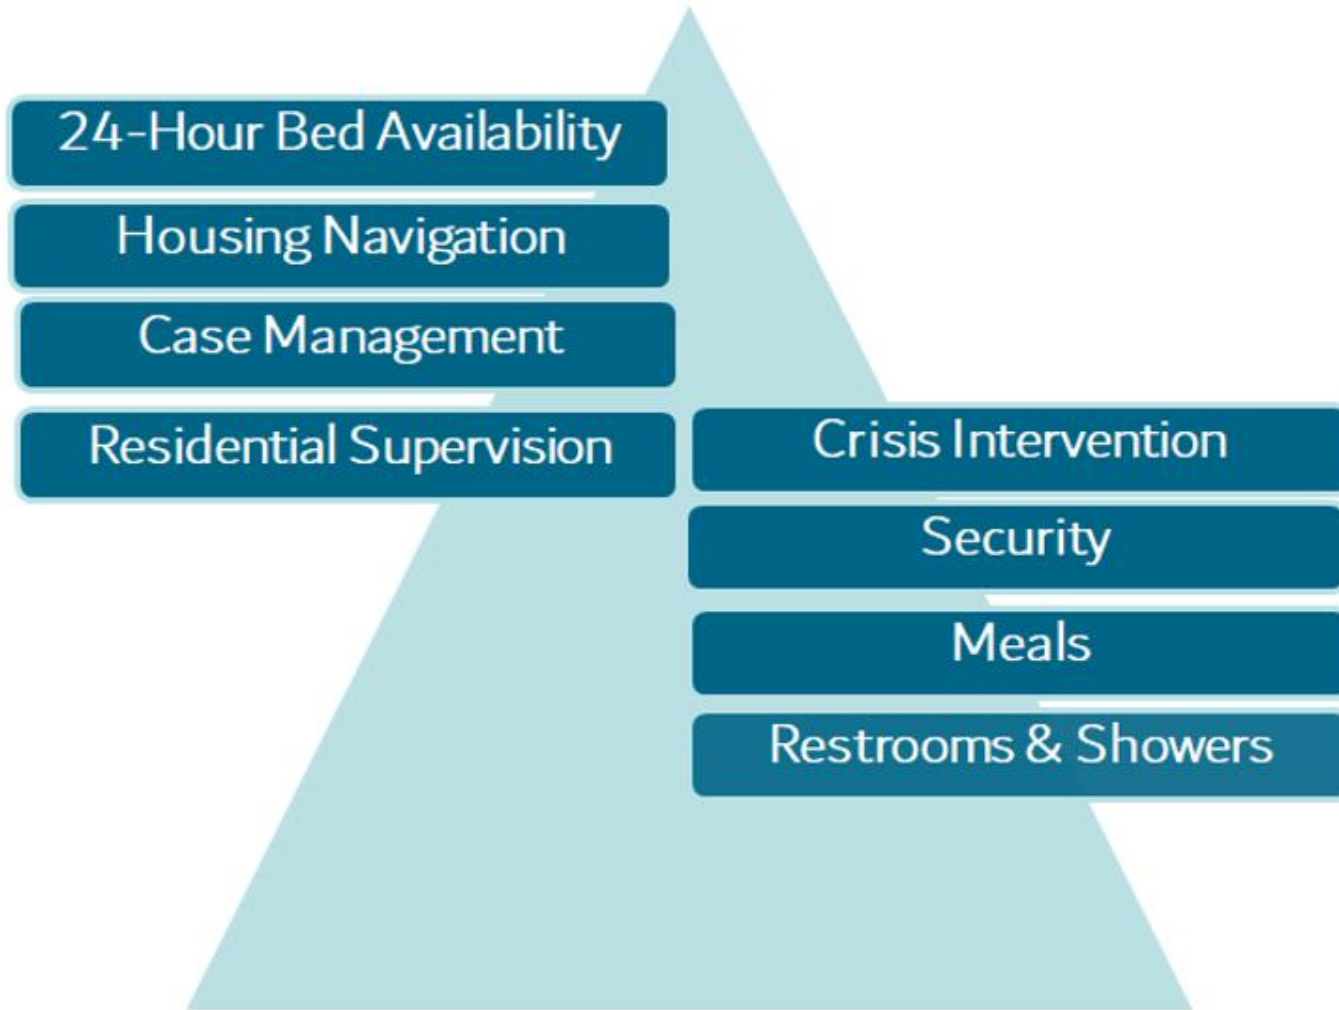 24-Hour Bed Availability
Housing Navigation
Case Management
Residential Supervision
Crisis Intervention
Security
Meals
Restrooms & Showers